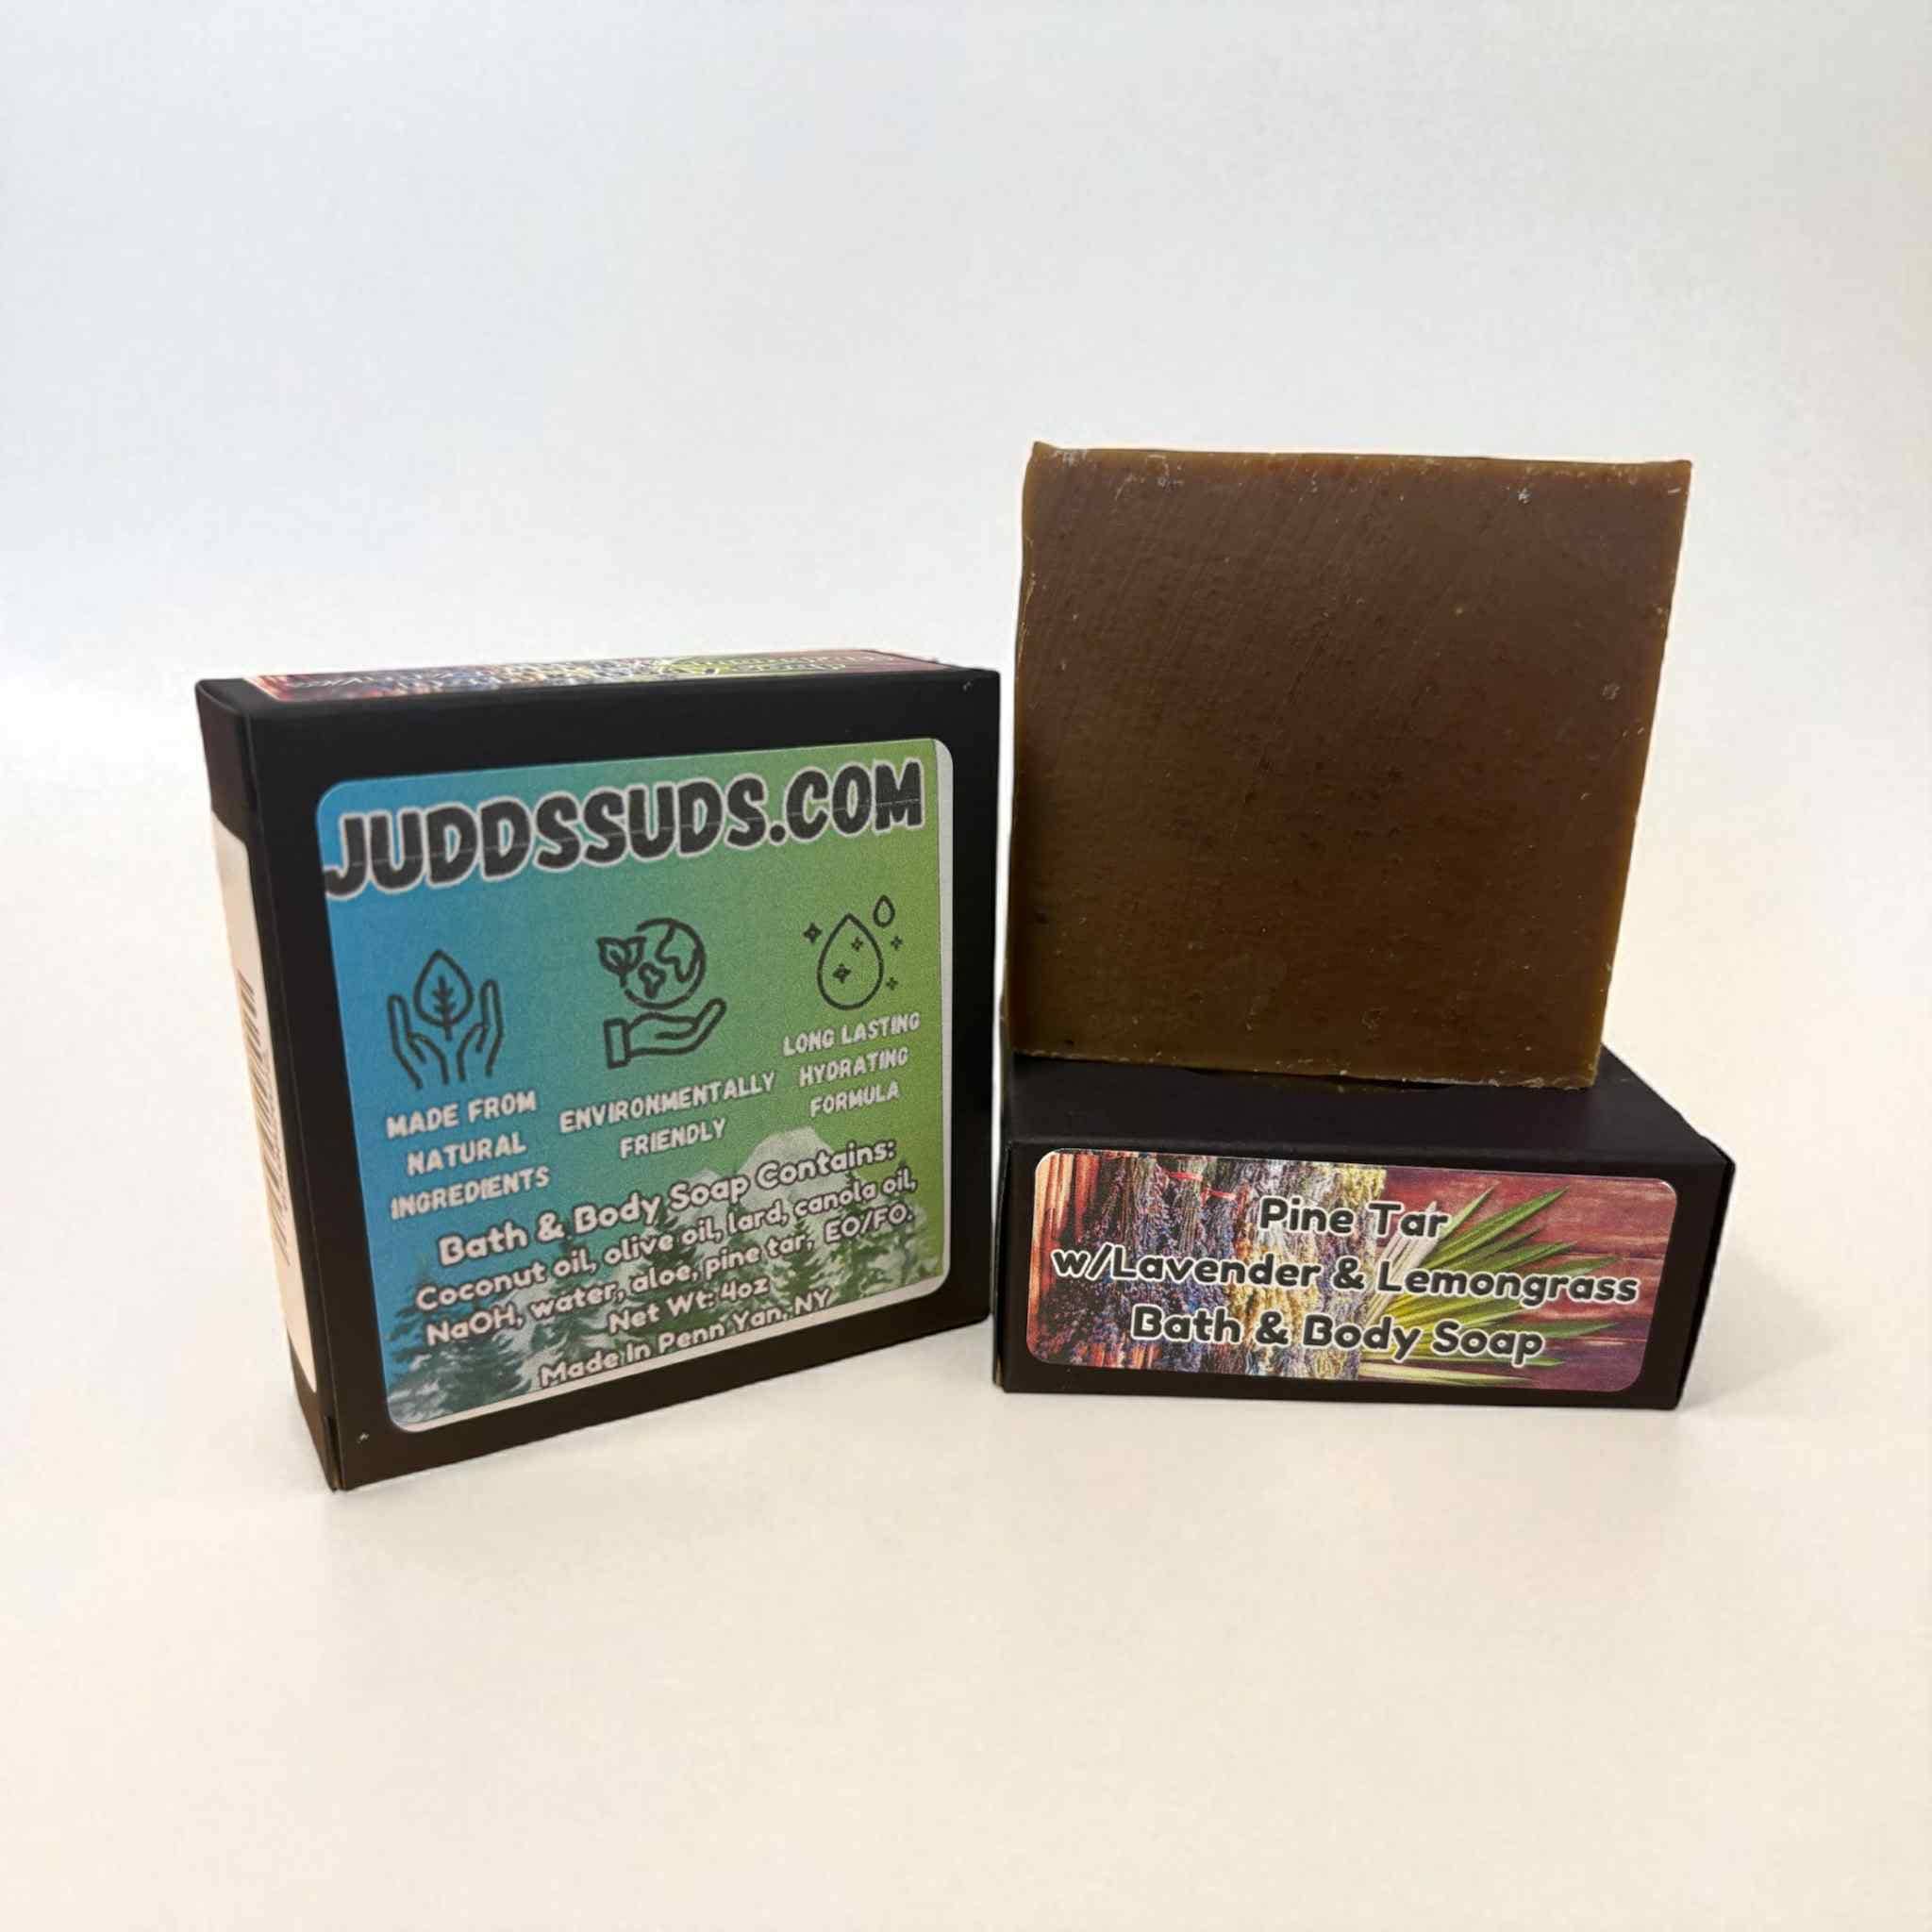 JUDDSSUDS.COM
MADE FROM
NATURAL
INGREDIENTS
ENVIRONMENTALLY
FRIENDLY
LONG LASTING
HYDRATING
FORMULA
Bath & Body Soap Contains:
Coconut oil, olive oil, lard, canola oil,
NaOH, water, aloe, pine tar, EO/FO.
Net Wt: 4oz
Made In Penn Yan, NY
Pine Tar
w/Lavender & Lemongrass
Bath & Body Soap